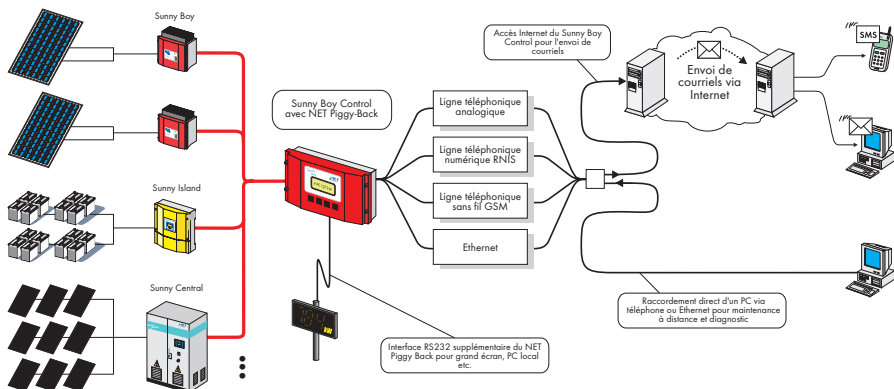 Sunny Boy
Sunny Boy Control
avec NET Piggy-Back
Ligne téléphonique
analogique
Ligne téléphonique
numérique RNIS
Ligne téléphonique
sans fil GSM
Ethernet
Accès Internet du Sunny Boy
Control pour l'envoi de
courriels
Envoi de
courriels via
Internet
SMS
Sunny Island
Sunny Central
Interface RS232 supplémentaire du NET
Piggy Back pour grand écran, PC local
etc.
Raccordement direct d'un PC via
téléphone ou Ethernet pour maintenance
à distance et diagnostic
kW